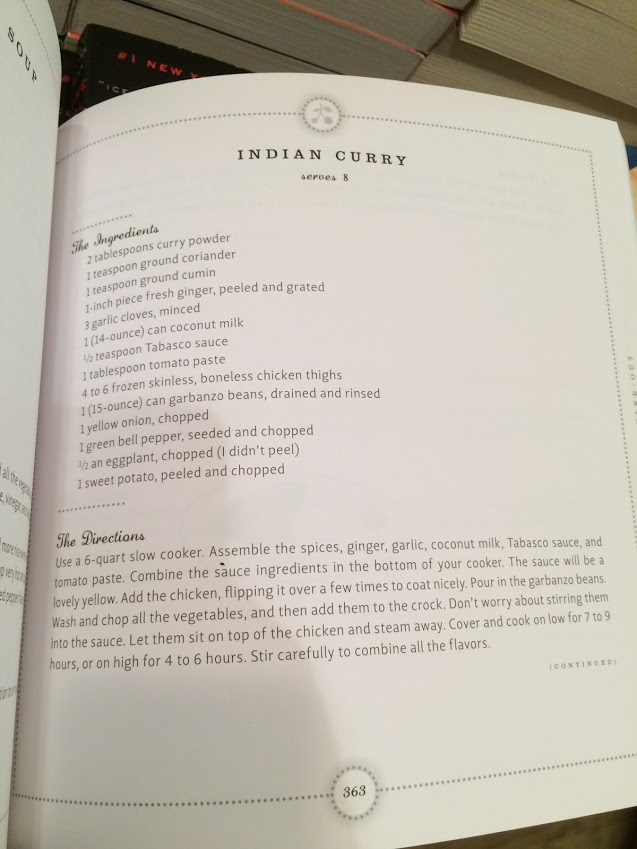 SOUP
#1 NEW
"ICE
INDIAN CURRY
serves 8
The Ingredients
2 tablespoons curry powder
1 teaspoon ground coriander
1 teaspoon ground cumin
1-inch piece fresh ginger, peeled and grated
3 garlic cloves, minced
1 (14-ounce) can coconut milk
1/2 teaspoon Tabasco sauce
1 tablespoon tomato paste
4 to 6 frozen skinless, boneless chicken thighs
1 (15-ounce) can garbanzo beans, drained and rinsed
1 yellow onion, chopped
1 green bell pepper, seeded and chopped
1/2 an eggplant, chopped (I didn't peel)
1 sweet potato, peeled and chopped
The Directions
Use a 6-quart slow cooker. Assemble the spices, ginger, garlic, coconut milk, Tabasco sauce, and
tomato paste. Combine the sauce ingredients in the bottom of your cooker. The sauce will be a
lovely yellow. Add the chicken, flipping it over a few times to coat nicely. Pour in the garbanzo beans.
Wash and chop all the vegetables, and then add them to the crock. Don't worry about stirring them
into the sauce. Let them sit on top of the chicken and steam away. Cover and cook on low for 7 to 9
hours, or on high for 4 to 6 hours. Stir carefully to combine all the flavors.
(CONTINUED)
363